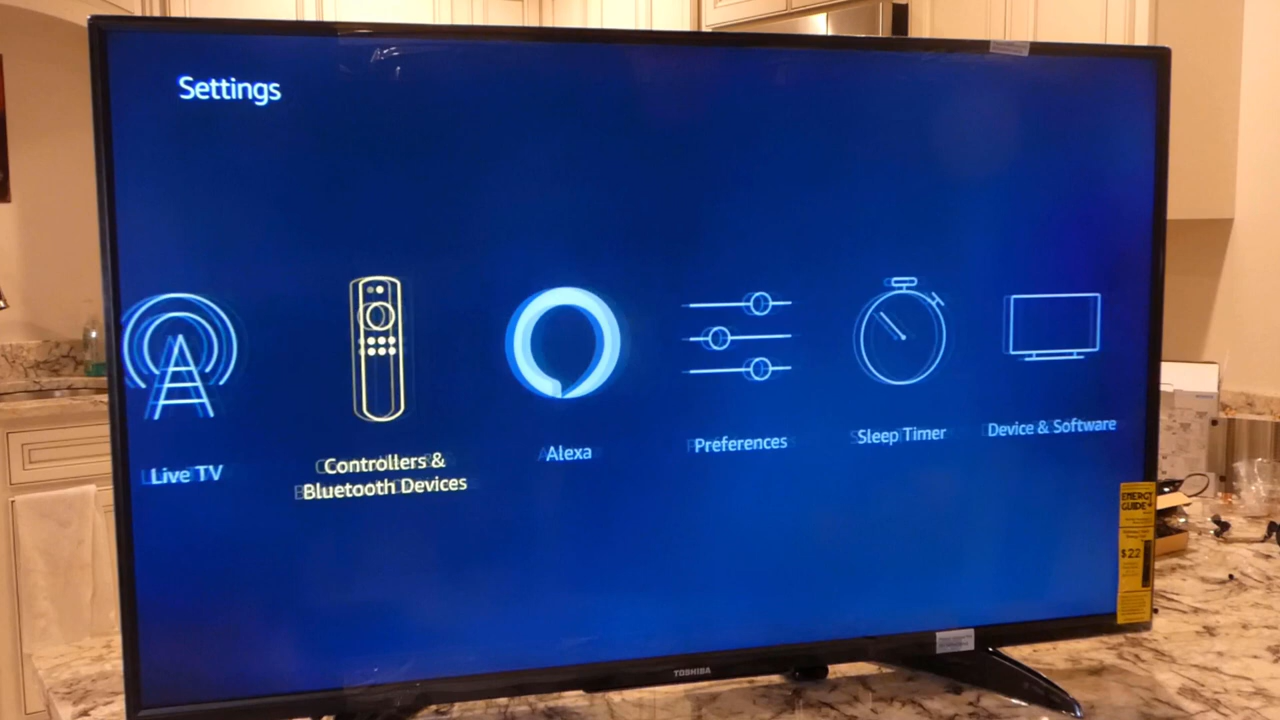 Settings
Live TV
Controllers &
Bluetooth Devices
Alexa
Preferences
Sleep Timer
Device & Software
ENERGY
GUIDE
$22
TOSHIBA